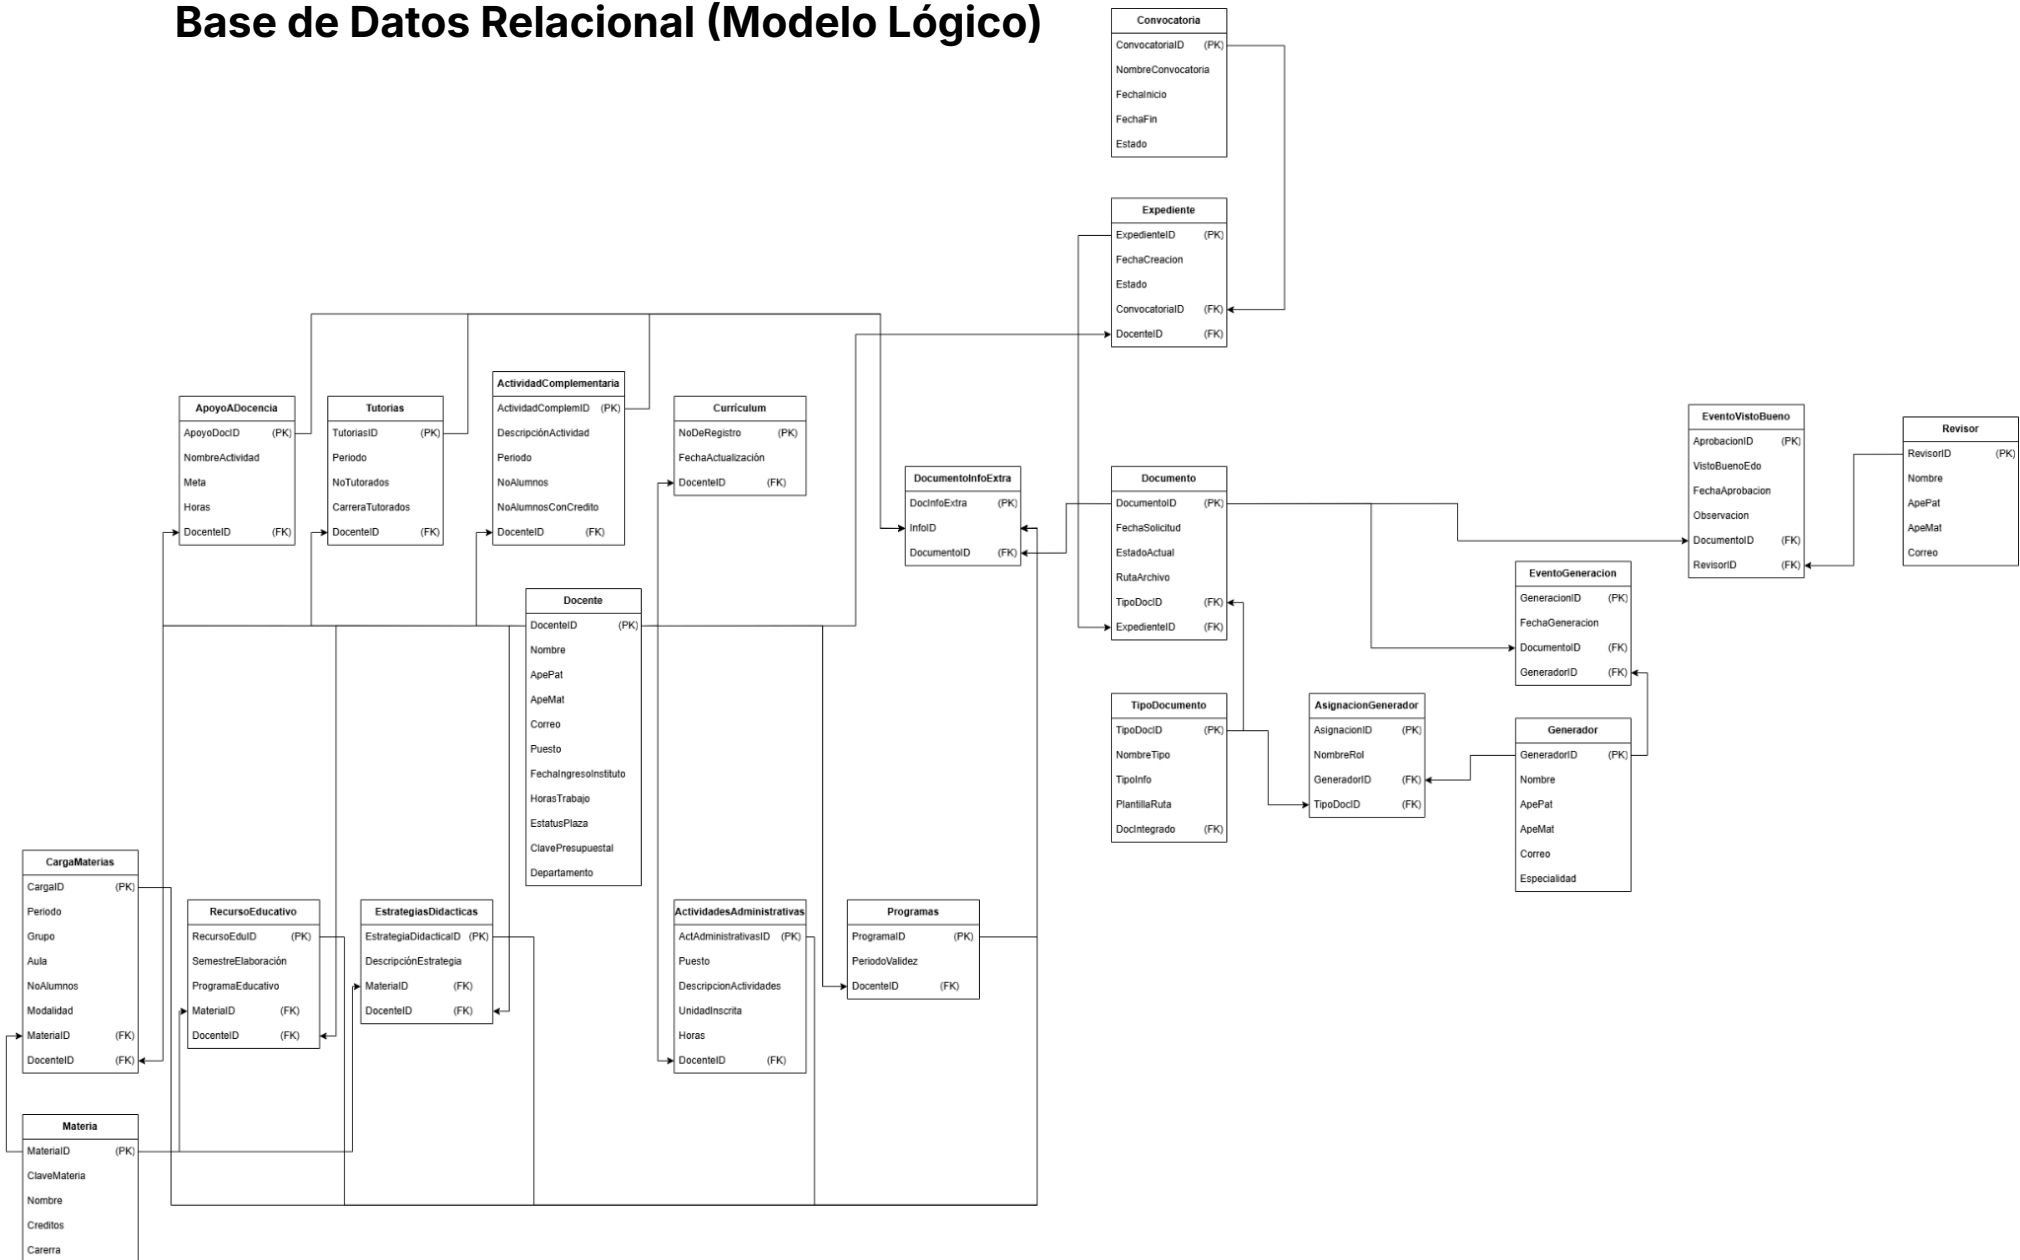 Base de Datos Relacional (Modelo Lógico)
Convocatoria
ConvocatoriaID (PK)
NombreConvocatoria
FechaInicio
FechaFin
Estado
Expediente
ExpedienteID (PK)
FechaCreacion
Estado
ConvocatoriaID (FK)
DocenteID (FK)
ApoyoADocencia
ApoyoDocID (PK)
NombreActividad
Meta
Horas
DocenteID (FK)
Tutorias
TutoriasID (PK)
Periodo
NoTutorados
CarreraTutorados
DocenteID (FK)
ActividadComplementaria
ActividadComplemID (PK)
DescripciónActividad
Periodo
NoAlumnos
NoAlumnosConCredito
DocenteID (FK)
Currículum
NoDeRegistro (PK)
FechaActualización
DocenteID (FK)
DocumentoInfoExtra
DocInfoExtra (PK)
InfoID
DocumentoID (FK)
Documento
DocumentoID (PK)
FechaSolicitud
EstadoActual
RutaArchivo
TipoDocID (FK)
ExpedienteID (FK)
EventoVistoBueno
AprobacionID (PK)
VistoBuenoEdo
FechaAprobacion
Observacion
DocumentoID (FK)
RevisorID (FK)
Revisor
RevisorID (PK)
Nombre
ApePat
ApeMat
Correo
EventoGeneracion
GeneracionID (PK)
FechaGeneracion
DocumentoID (FK)
GeneradorID (FK)
Docente
DocenteID (PK)
Nombre
ApePat
ApeMat
Correo
Puesto
FechaIngresoInstituto
HorasTrabajo
EstatusPlaza
ClavePresupuestal
Departamento
TipoDocumento
TipoDocID (PK)
NombreTipo
TipoInfo
PlantillaRuta
DocIntegrado (FK)
AsignacionGenerador
AsignacionID (PK)
NombreRol
GeneradorID (FK)
TipoDocID (FK)
Generador
GeneradorID (PK)
Nombre
ApePat
ApeMat
Correo
Especialidad
CargaMaterias
CargaID (PK)
Periodo
Grupo
Aula
NoAlumnos
Modalidad
MateriaID (FK)
DocenteID (FK)
RecursoEducativo
RecursoEduID (PK)
SemestreElaboración
ProgramaEducativo
MateriaID (FK)
DocenteID (FK)
EstrategiasDidacticas
EstrategiaDidacticaID (PK)
DescripciónEstrategia
MateriaID (FK)
DocenteID (FK)
ActividadesAdministrativas
ActAdministrativasID (PK)
Puesto
DescripcionActividades
UnidadInscrita
Horas
DocenteID (FK)
Programas
ProgramaID (PK)
PeriodoValidez
DocenteID (FK)
Materia
MateriaID (PK)
ClaveMateria
Nombre
Creditos
Carerra